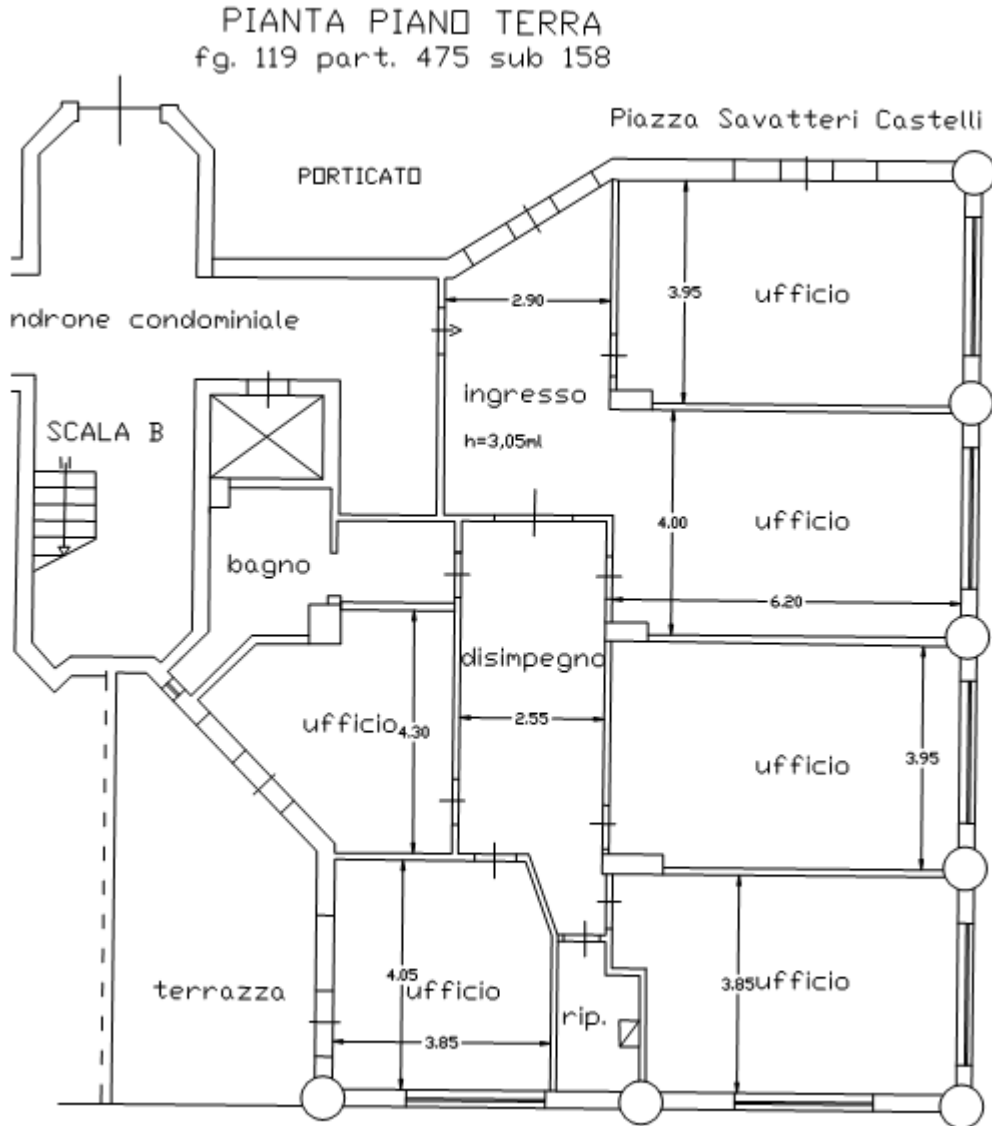 PIANTA PIANO TERRA
fg. 119 part. 475 sub 158
Piazza Savatteri Castelli
PORTICATO
3.95
ufficio
2.90
ndrone condominiale
ingresso
SCALA B
h=3,05ml
4.00
ufficio
bagno
6.20
disimpegno
ufficio
4.30
2.55
ufficio
3.95
4.05
ufficio
3.85
ufficio
terrazza
rip.
3.85